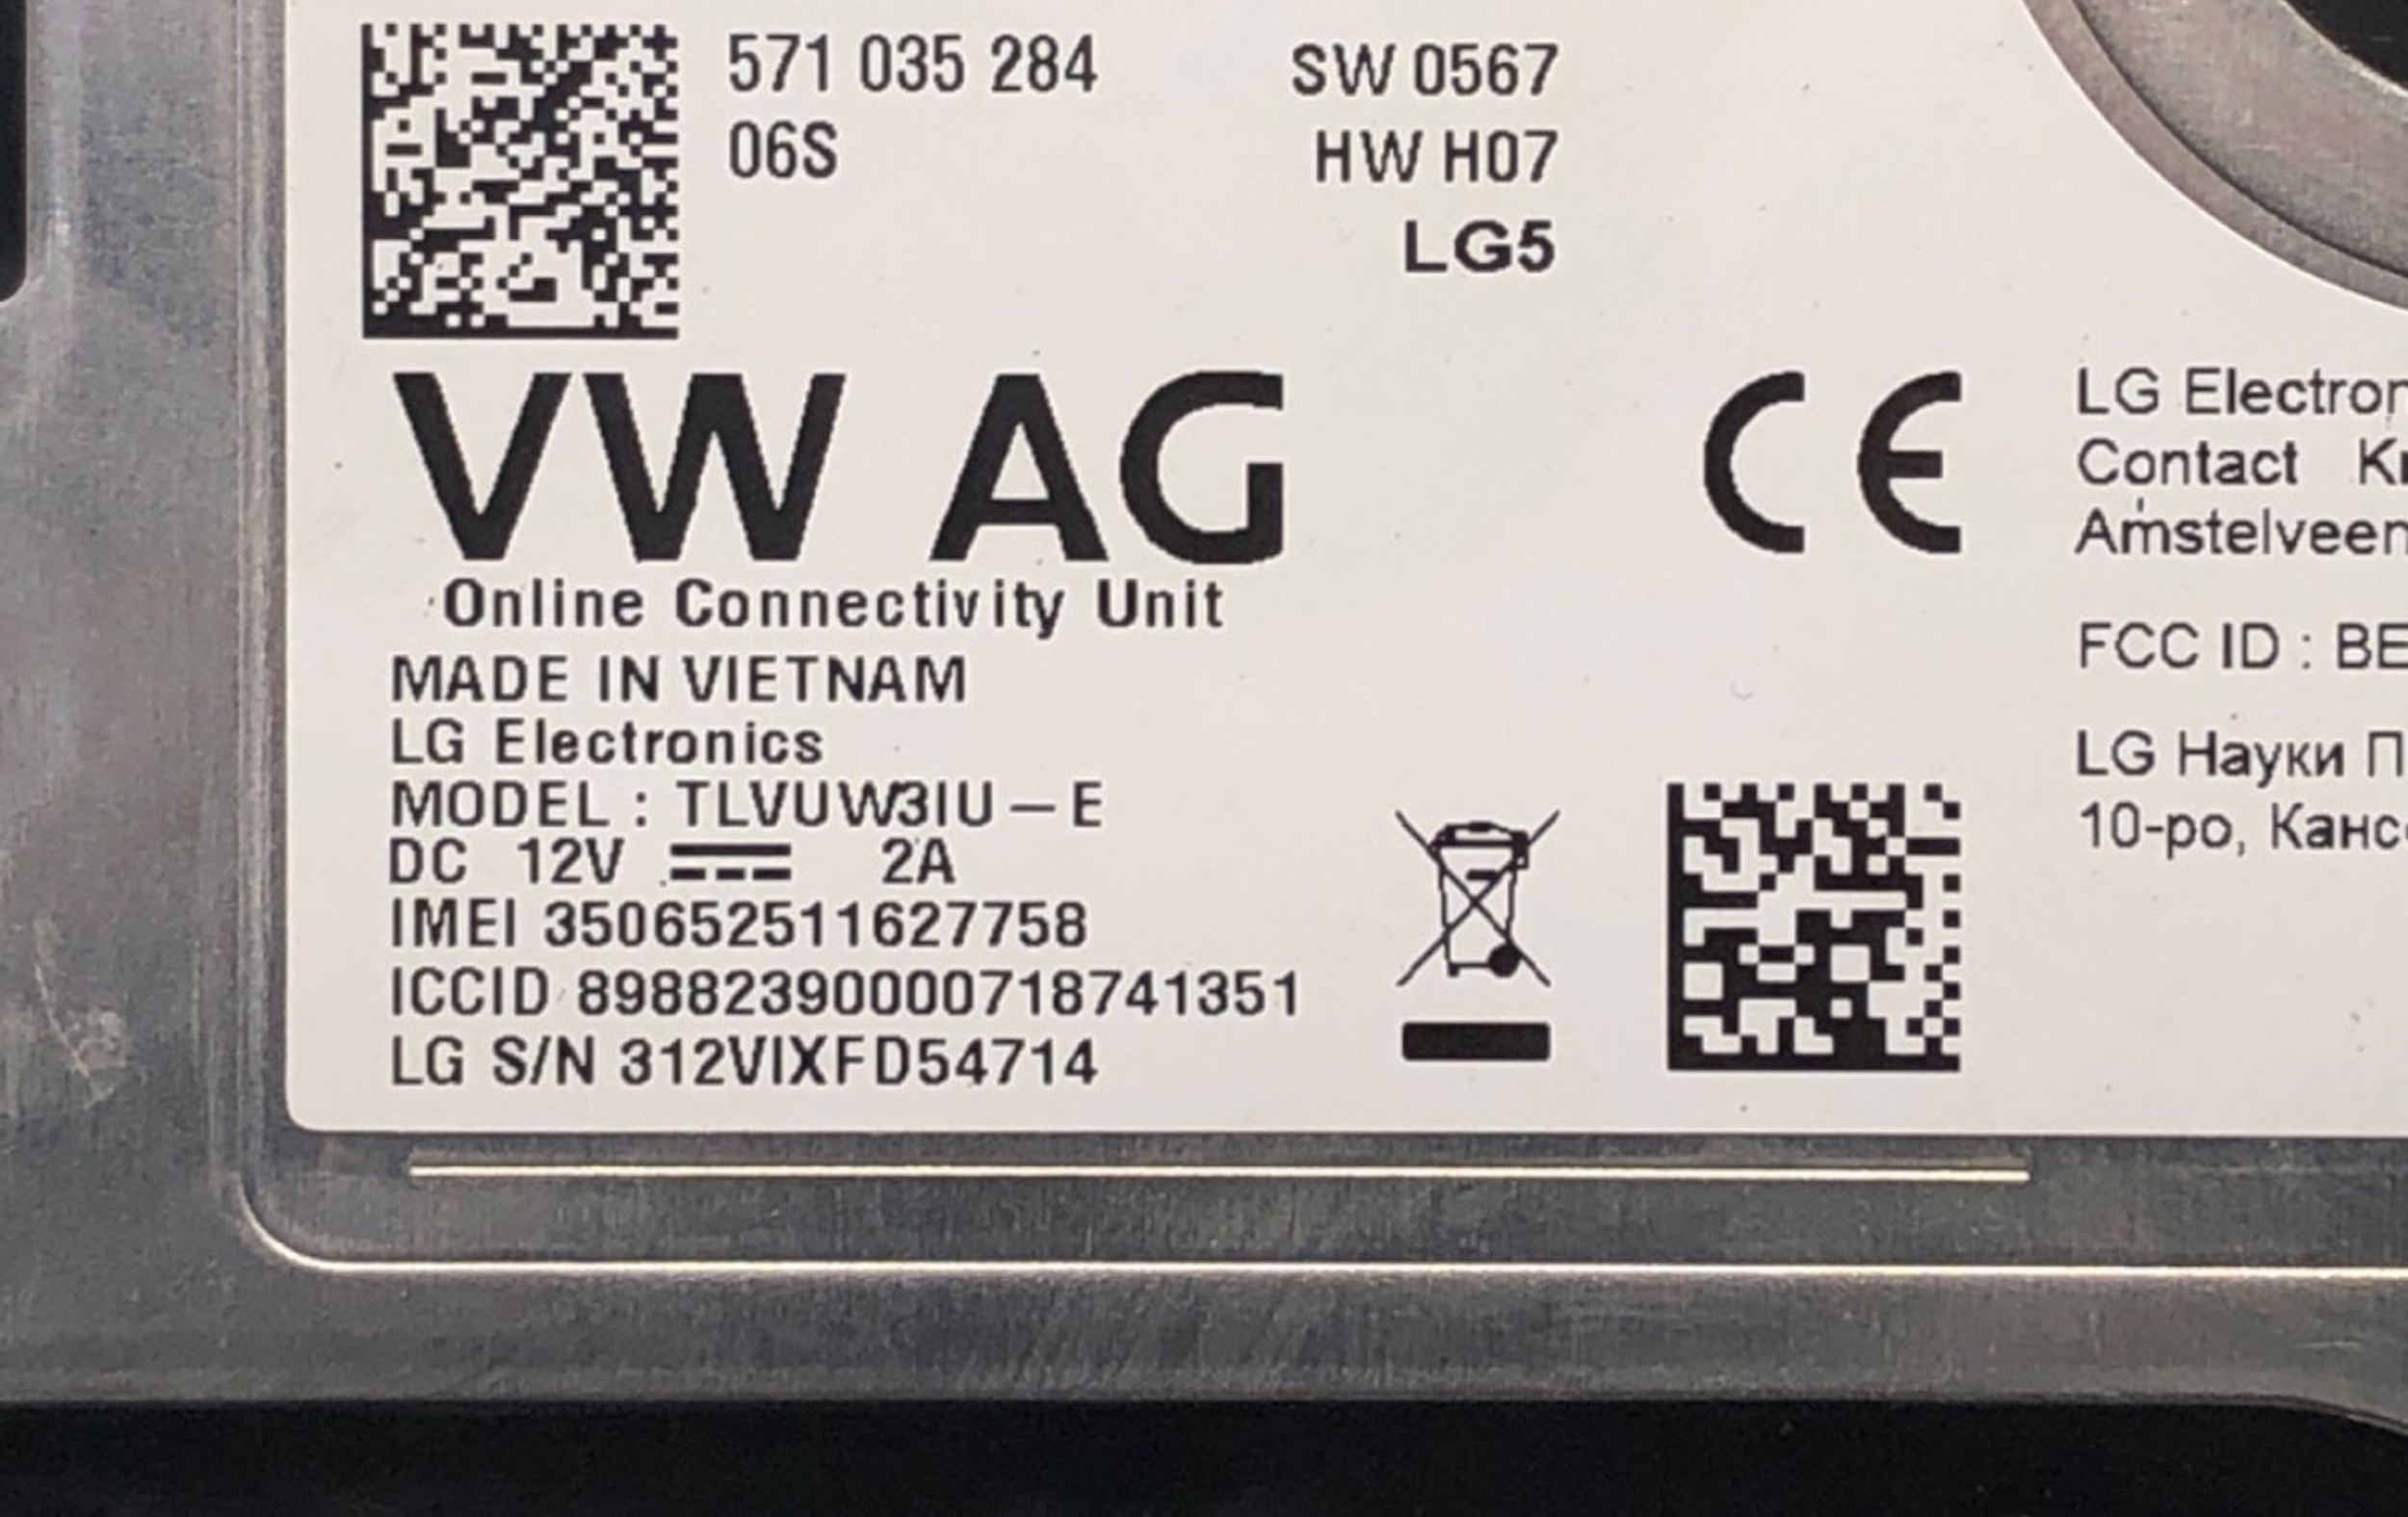 571 035 284 SW 0567
06S HW H07
LG5
VW AG
Online Connectivity Unit
MADE IN VIETNAM
LG Electronics
MODEL : TLVUW3IU-E
DC 12V 2A
IMEI 350652511627758
ICCID 89882390000718741351
LG S/N 312VIXFD54714
CE
LG Electron
Contact
Amstelveen
FCC ID : BE
LG Науки П
10-ро, Канс